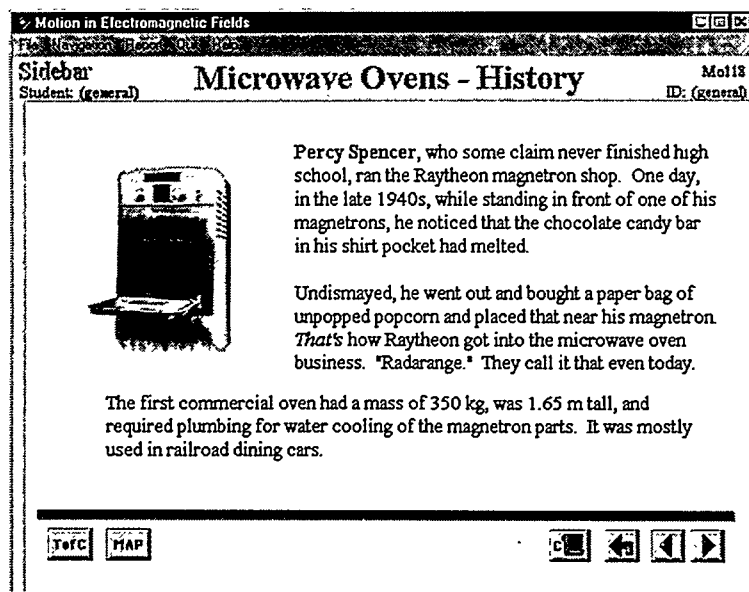 Motion in Electromagnetic Fields
File Navigation Report Quit Help
Sidebar
Microwave Ovens - History
Mo113
Student: (general)
ID: (general)
Percy Spencer, who some claim never finished high
school, ran the Raytheon magnetron shop. One day,
in the late 1940s, while standing in front of one of his
magnetrons, he noticed that the chocolate candy bar
in his shirt pocket had melted.
Undismayed, he went out and bought a paper bag of
unpopped popcorn and placed that near his magnetron.
That's how Raytheon got into the microwave oven
business. "Radarange." They call it that even today.
The first commercial oven had a mass of 350 kg, was 1.65 m tall, and
required plumbing for water cooling of the magnetron parts. It was mostly
used in railroad dining cars.
TofC MAP